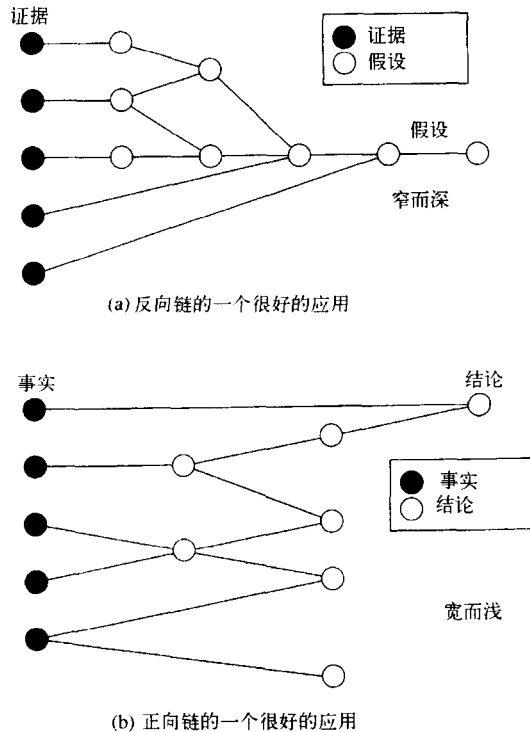 证据
证据
假设
假设
窄而深
(a) 反向链的一个很好的应用
事实
结论
事实
结论
宽而浅
(b) 正向链的一个很好的应用